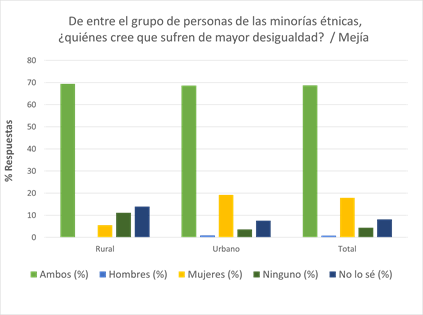 De entre el grupo de personas de las minorías étnicas,
¿quiénes cree que sufren de mayor desigualdad? / Mejía
% Respuestas
80
70
60
50
40
30
20
10
0
Rural
Urbano
Total
Ambos (%)
Hombres (%)
Mujeres (%)
Ninguno (%)
No lo sé (%)